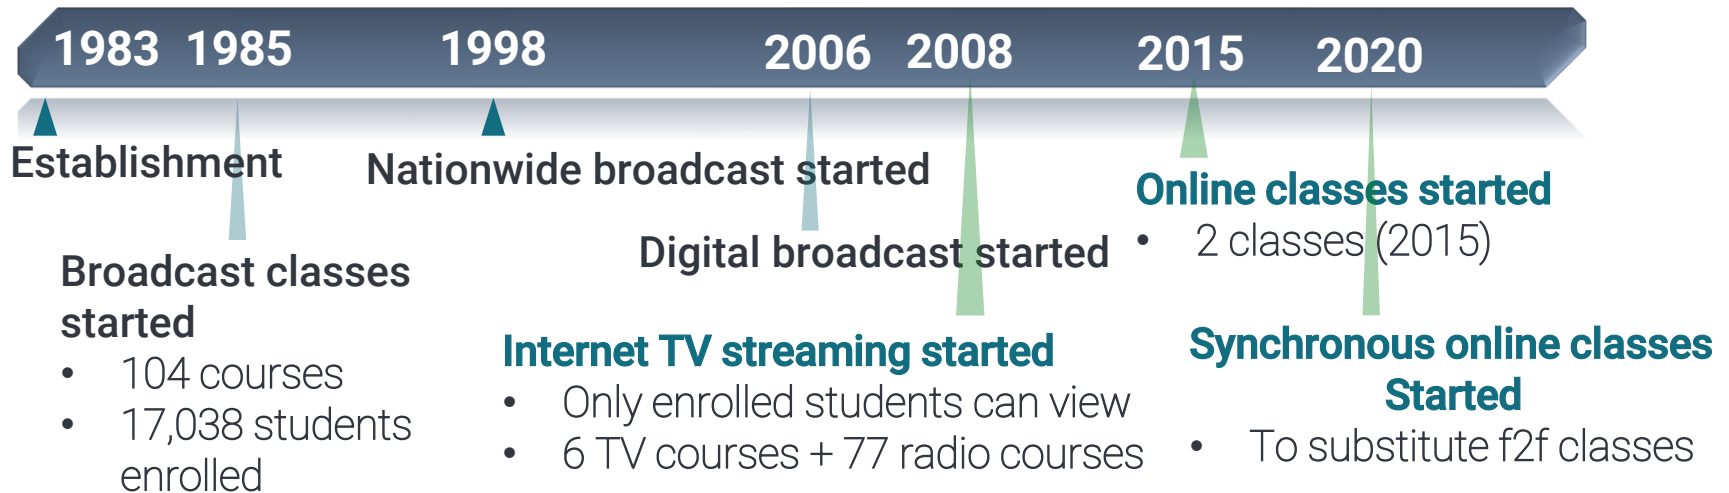 1983 1985 1998 2006 2008 2015 2020
Establishment
Nationwide broadcast started
Online classes started
• 2 classes (2015)
Digital broadcast started
Broadcast classes
started
• 104 courses
• 17,038 students
enrolled
Internet TV streaming started
• Only enrolled students can view
• 6 TV courses + 77 radio courses
Synchronous online classes
Started
• To substitute f2f classes